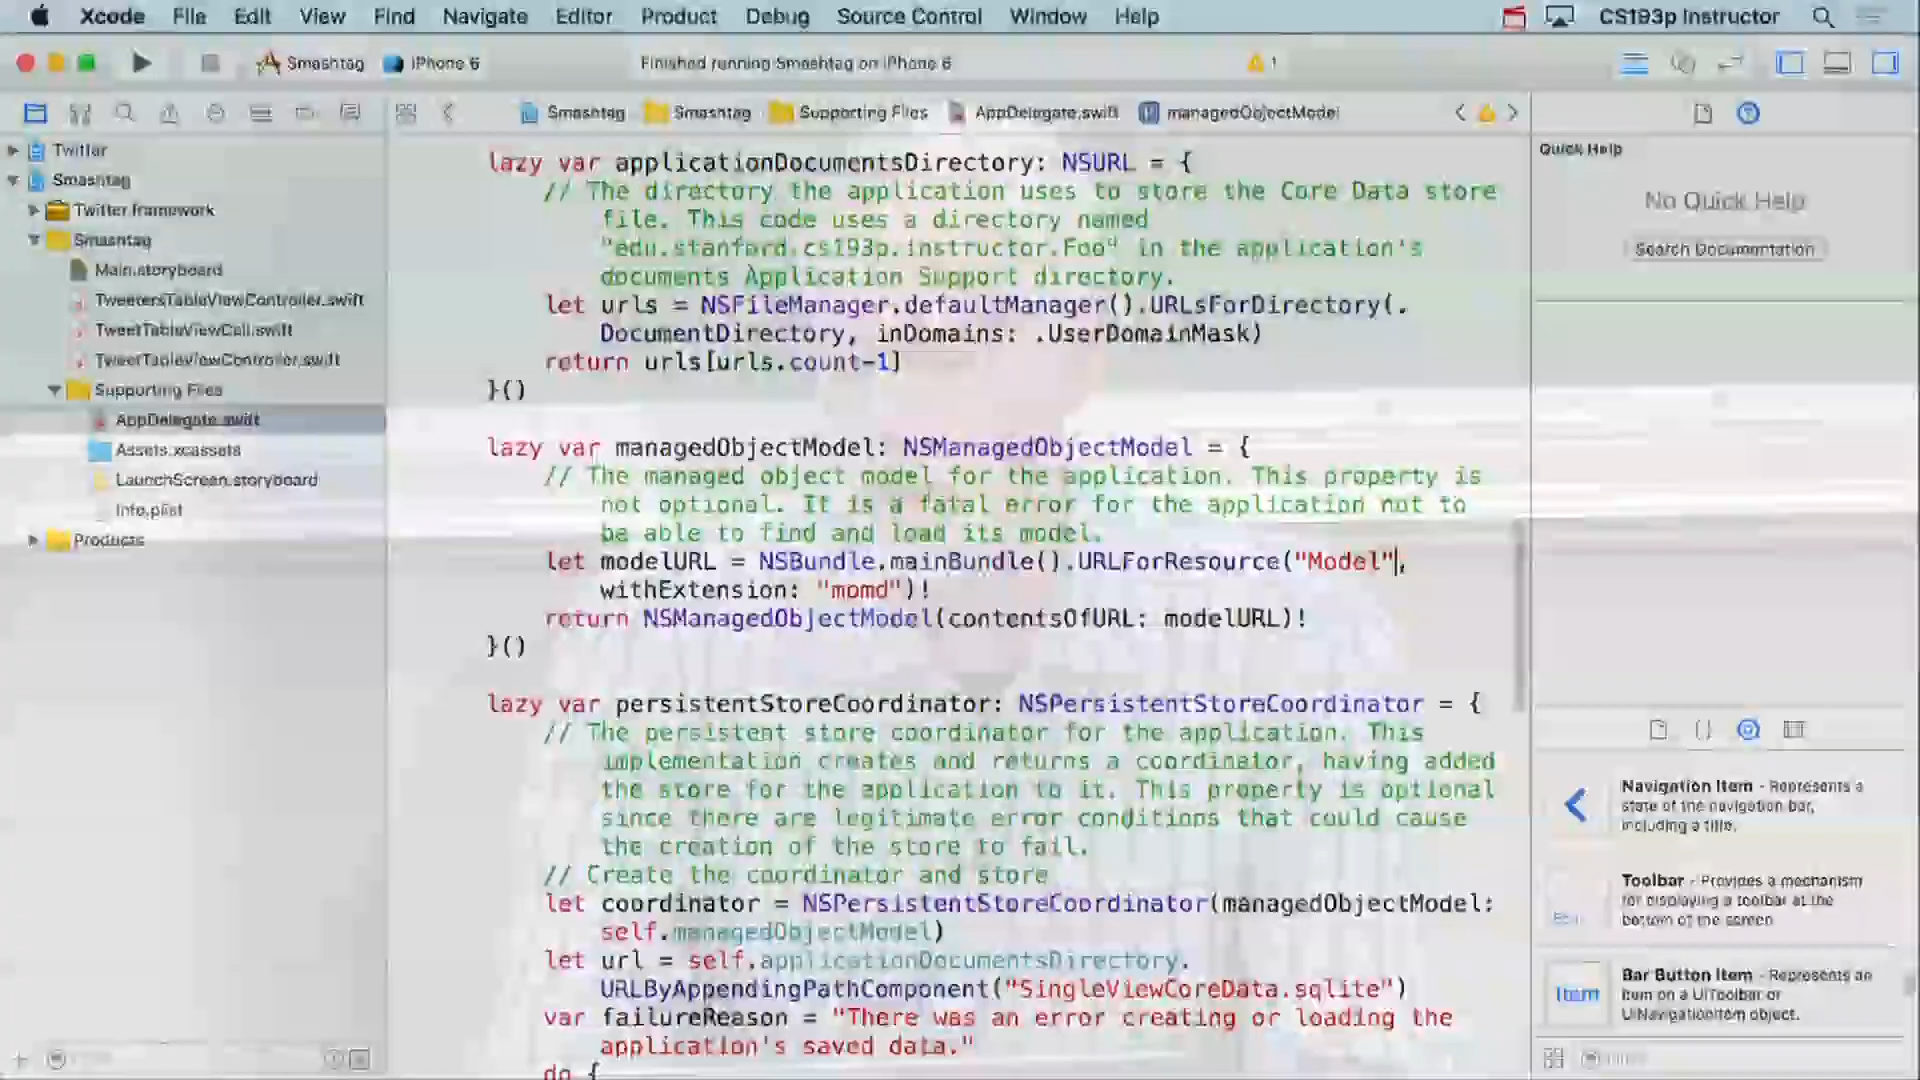 Xcode File Edit View Find Navigate Editor Product Debug Source Control Window Help CS193p Instructor
Smashtag iPhone 6 Finished running Smashtag on iPhone 6 1
Smashtag Smashtag Supporting Files AppDelegate.swift managedObjectModel
Twitter
Smashtag
Twitter.framework
Smashtag
Main.storyboard
TweetersTableViewController.swift
TweetTableViewCell.swift
TweetTableViewController.swift
Supporting Files
AppDelegate.swift
Assets.xcassets
LaunchScreen.storyboard
Info.plist
Products
lazy var applicationDocumentsDirectory: NSURL = {
// The directory the application uses to store the Core Data store
file. This code uses a directory named
"edu.stanford.cs193p.instructor.Foo" in the application's
documents Application Support directory.
let urls = NSFileManager.defaultManager().URLsForDirectory(.
DocumentDirectory, inDomains: .UserDomainMask)
return urls[urls.count-1]
}()
lazy var managedObjectModel: NSManagedObjectModel = {
// The managed object model for the application. This property is
not optional. It is a fatal error for the application not to
be able to find and load its model.
let modelURL = NSBundle.mainBundle().URLForResource("Model",
withExtension: "momd")!
return NSManagedObjectModel(contentsOfURL: modelURL)!
}()
lazy var persistentStoreCoordinator: NSPersistentStoreCoordinator = {
// The persistent store coordinator for the application. This
implementation creates and returns a coordinator, having added
the store for the application to it. This property is optional
since there are legitimate error conditions that could cause
the creation of the store to fail.
// Create the coordinator and store
let coordinator = NSPersistentStoreCoordinator(managedObjectModel:
self.managedObjectModel)
let url = self.applicationDocumentsDirectory.
URLByAppendingPathComponent("SingleViewCoreData.sqlite")
var failureReason = "There was an error creating or loading the
application's saved data."
do {
Quick Help
No Quick Help
Search Documentation
Navigation Item - Represents a
state of the navigation bar,
including a title.
Toolbar - Provides a mechanism
for displaying a toolbar at the
bottom of the screen
Item
Bar Button Item - Represents an
item on a UIToolbar or
UINavigationItem object.